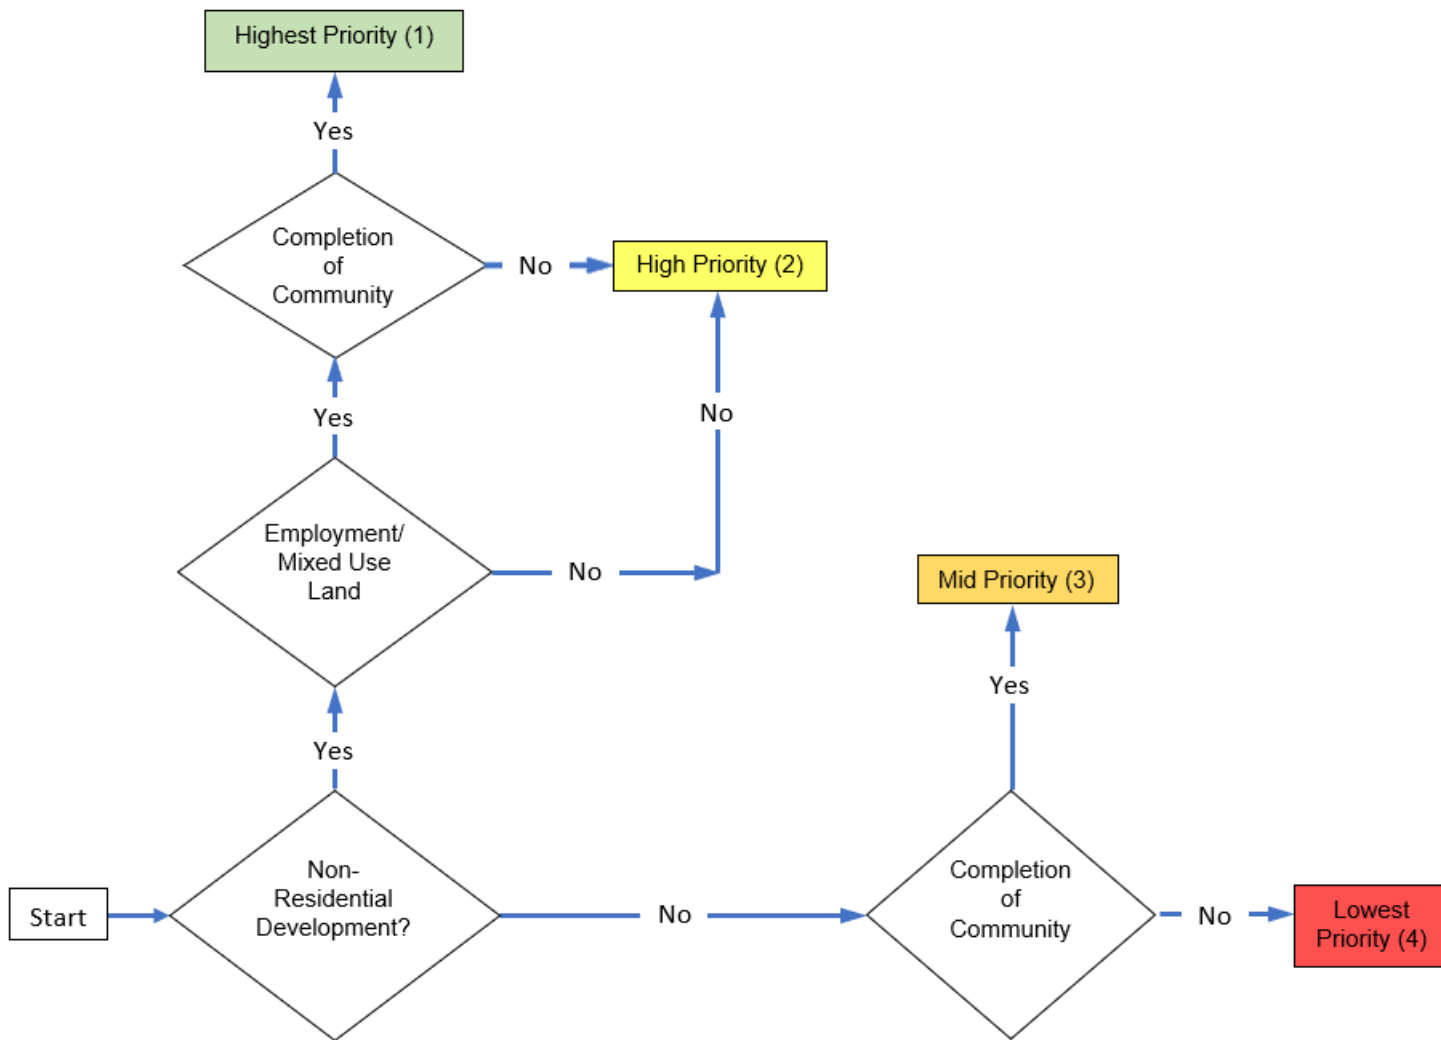 Highest Priority (1)
Yes
Completion
of
Community
No
High Priority (2)
Yes
No
Employment/
Mixed Use
Land
No
Mid Priority (3)
Yes
Yes
Non-
Residential
Development?
Start
No
Completion
of
Community
No
Lowest
Priority (4)